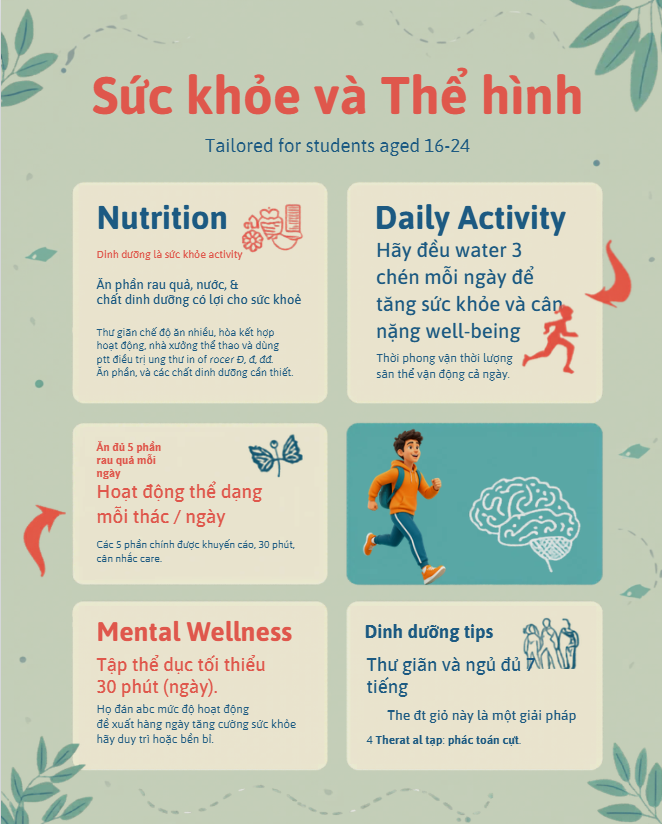 Sức khỏe và Thể hình
Tailored for students aged 16-24
Nutrition
Dinh dưỡng là sức khỏe activity
Ăn phần rau quả, nước, &
chất dinh dưỡng có lợi cho sức khoẻ
Thư giãn chế độ ăn nhiều, hòa kết hợp
hoạt động, nhà xưởng thể thao và dùng
ptt điều trị ung thư in of rocer Đ, đ, đđ.
Ăn phần, và các chất dinh dưỡng cần thiết.
Daily Activity
Hãy đều water 3
chén mỗi ngày để
tăng sức khỏe và cân
nặng well-being
Thời phong vận thời lượng
sân thể vận động cả ngày.
Ăn đủ 5 phần
rau quả mỗi
ngày
Hoạt động thể dạng
mỗi thác / ngày
Các 5 phần chính được khuyến cáo, 30 phút,
cân nhắc care.
Mental Wellness
Tập thể dục tối thiểu
30 phút (ngày).
Họ đán abc mức độ hoạt động
để xuất hàng ngày tăng cường sức khỏe
hãy duy trì hoặc bền bỉ.
Dinh dưỡng tips
Thư giãn và ngủ đủ 7
tiếng
The đt giỏ này là một giải pháp
4 Therat al tạp: phác toán cựt.